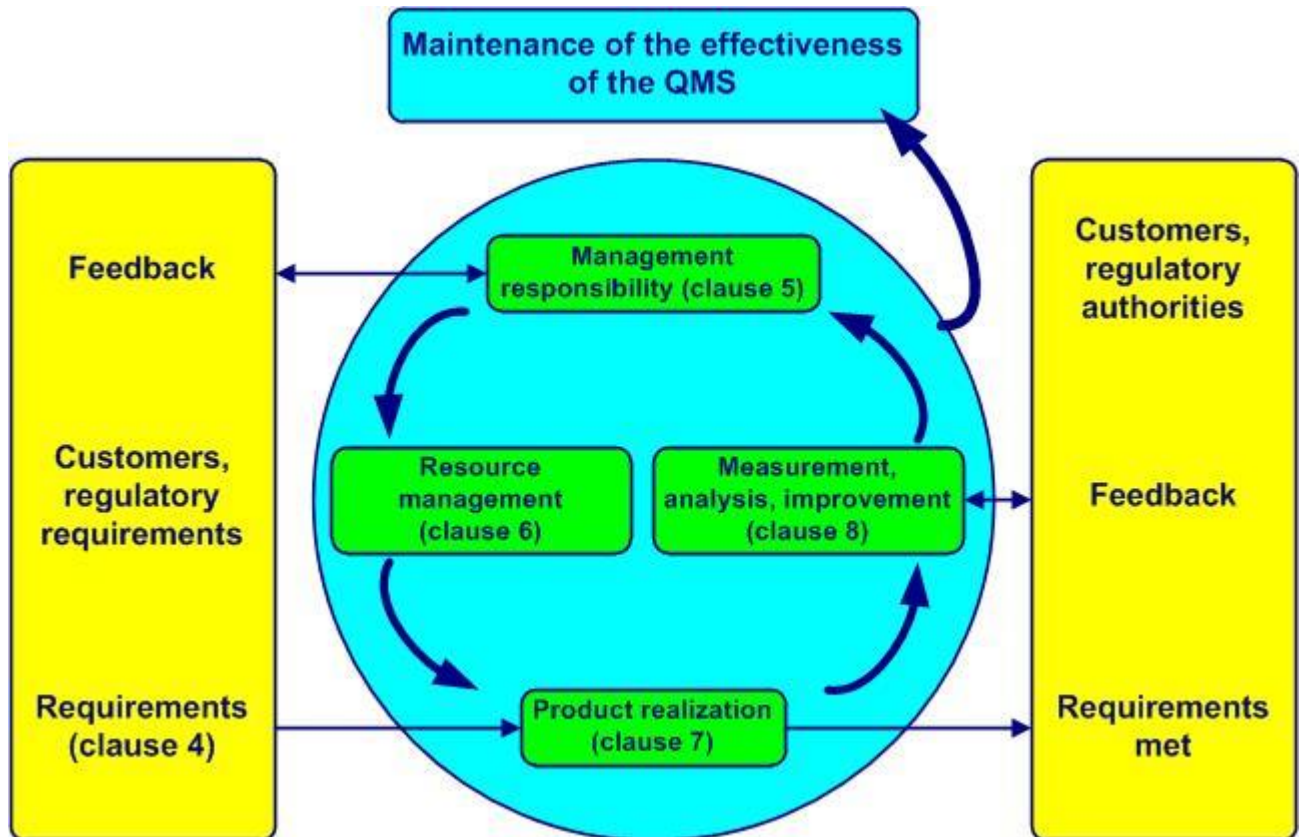 Maintenance of the effectiveness
of the QMS
Feedback
Customers,
regulatory
requirements
Requirements
(clause 4)
Management
responsibility (clause 5)
Resource
management
(clause 6)
Measurement,
analysis, improvement
(clause 8)
Product realization
(clause 7)
Customers,
regulatory
authorities
Feedback
Requirements
met